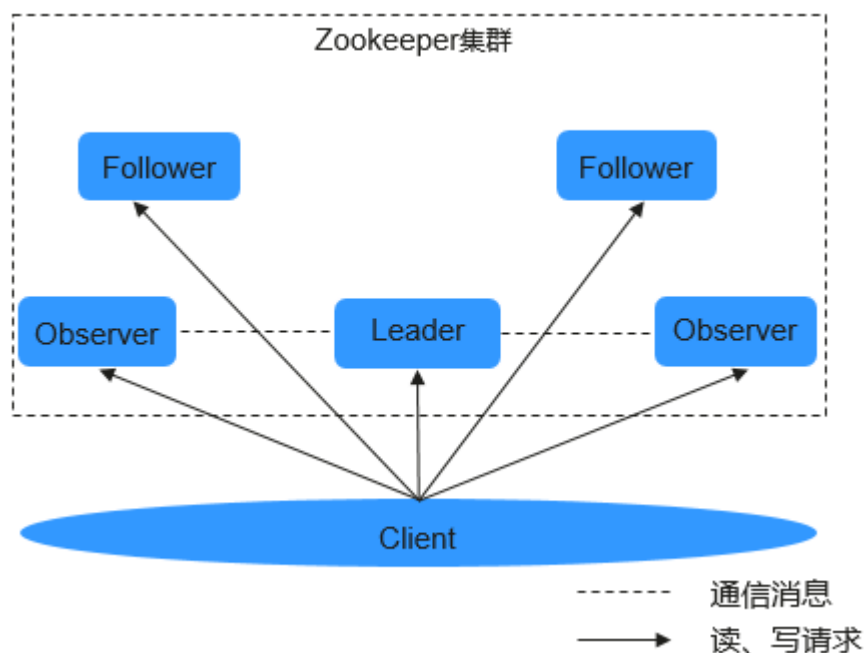 Zookeeper集群
Follower
Follower
Observer
Leader
Observer
Client
通信消息
读、写请求